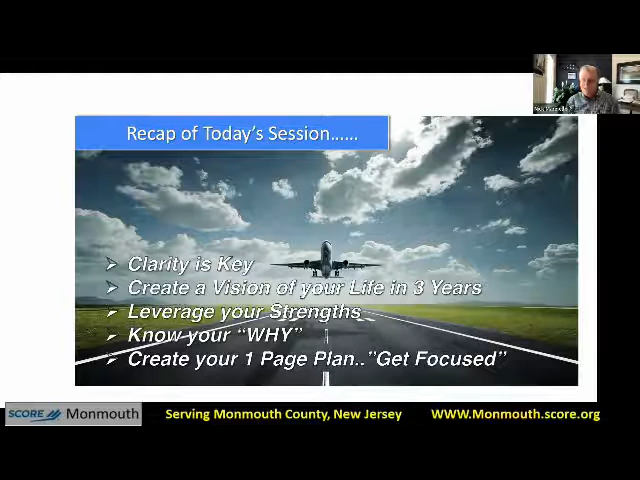 Recap of Today's Session......
➢ Clarity is Key
➢ Create a Vision of your Life in 3 Years
➢ Leverage your Strengths
➢ Know your “WHY”
➢ Create your 1 Page Plan..”Get Focused”
SCORE Monmouth
Serving Monmouth County, New Jersey
WWW.Monmouth.score.org